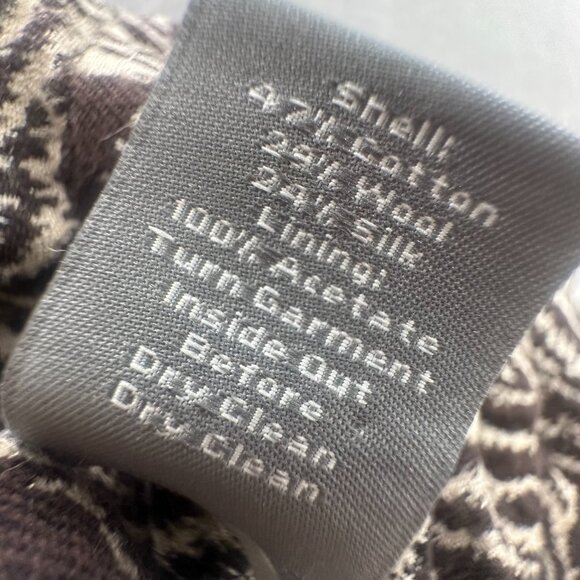 Shell:
47% Cotton
29% Wool
24% Silk
Lining:
100% Acetate
Turn Garment
Inside Out
Before
Dry Clean
Dry Clean